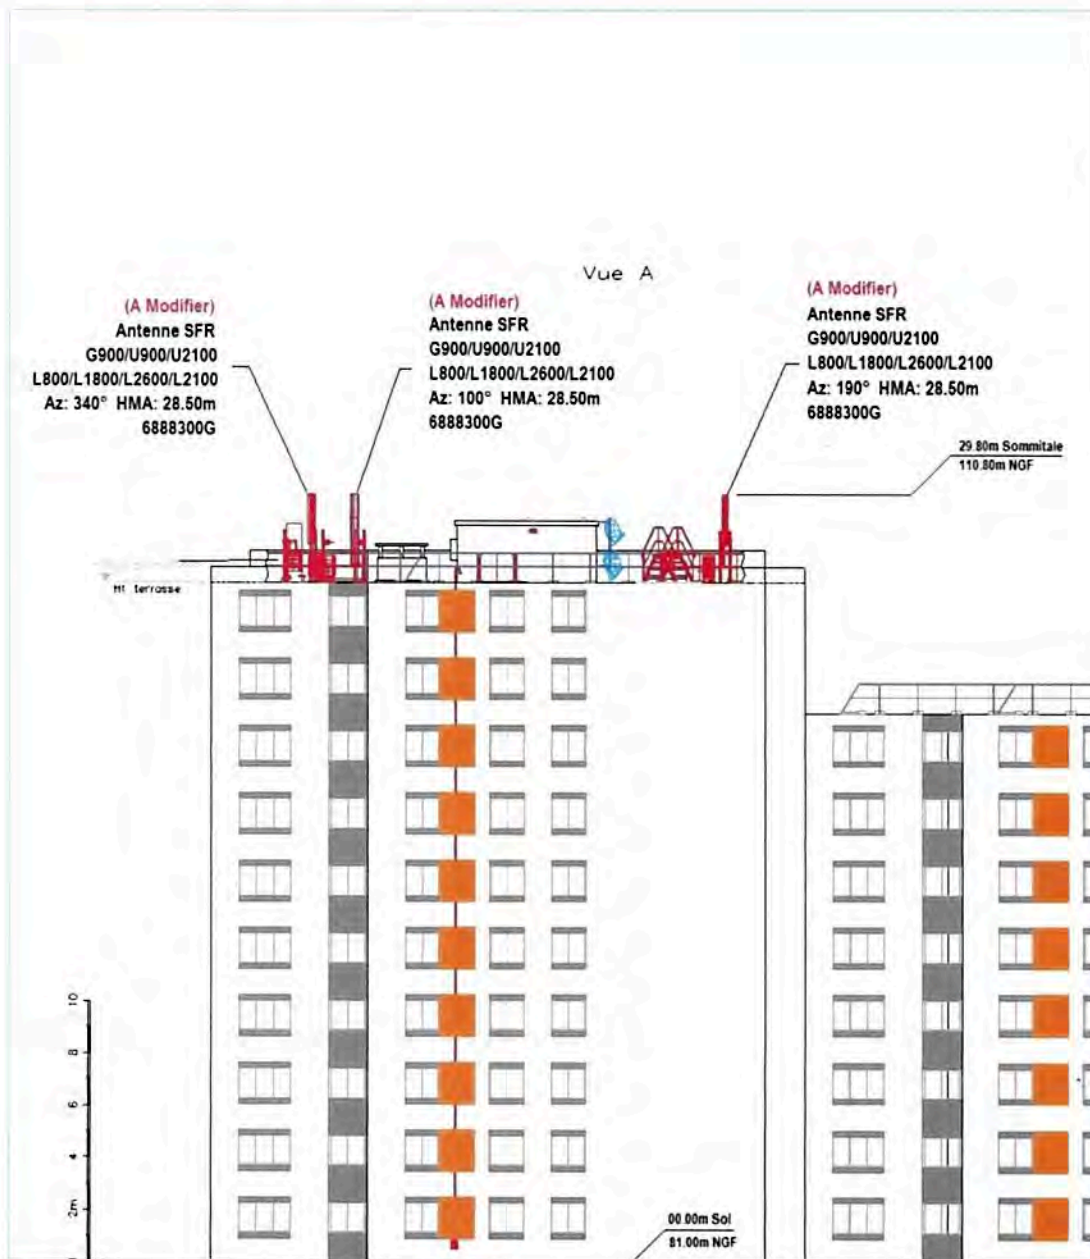 Vue A
(A Modifier)
Antenne SFR
G900/U900/U2100
L800/L1800/L2600/L2100
Az: 340° HMA: 28.50m
6888300G
(A Modifier)
Antenne SFR
G900/U900/U2100
L800/L1800/L2600/L2100
Az: 100° HMA: 28.50m
6888300G
(A Modifier)
Antenne SFR
G900/U900/U2100
L800/L1800/L2600/L2100
Az: 190° HMA: 28.50m
6888300G
29.80m Sommitale
110.80m NGF
Ht terrasse
10
8
6
4
2m
00.00m Sol
81.00m NGF